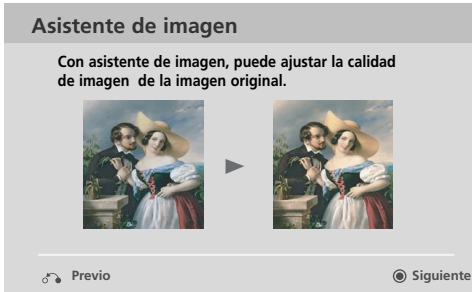 Asistente de imagen
Con asistente de imagen, puede ajustar la calidad
de imagen de la imagen original.
Previo
Siguiente